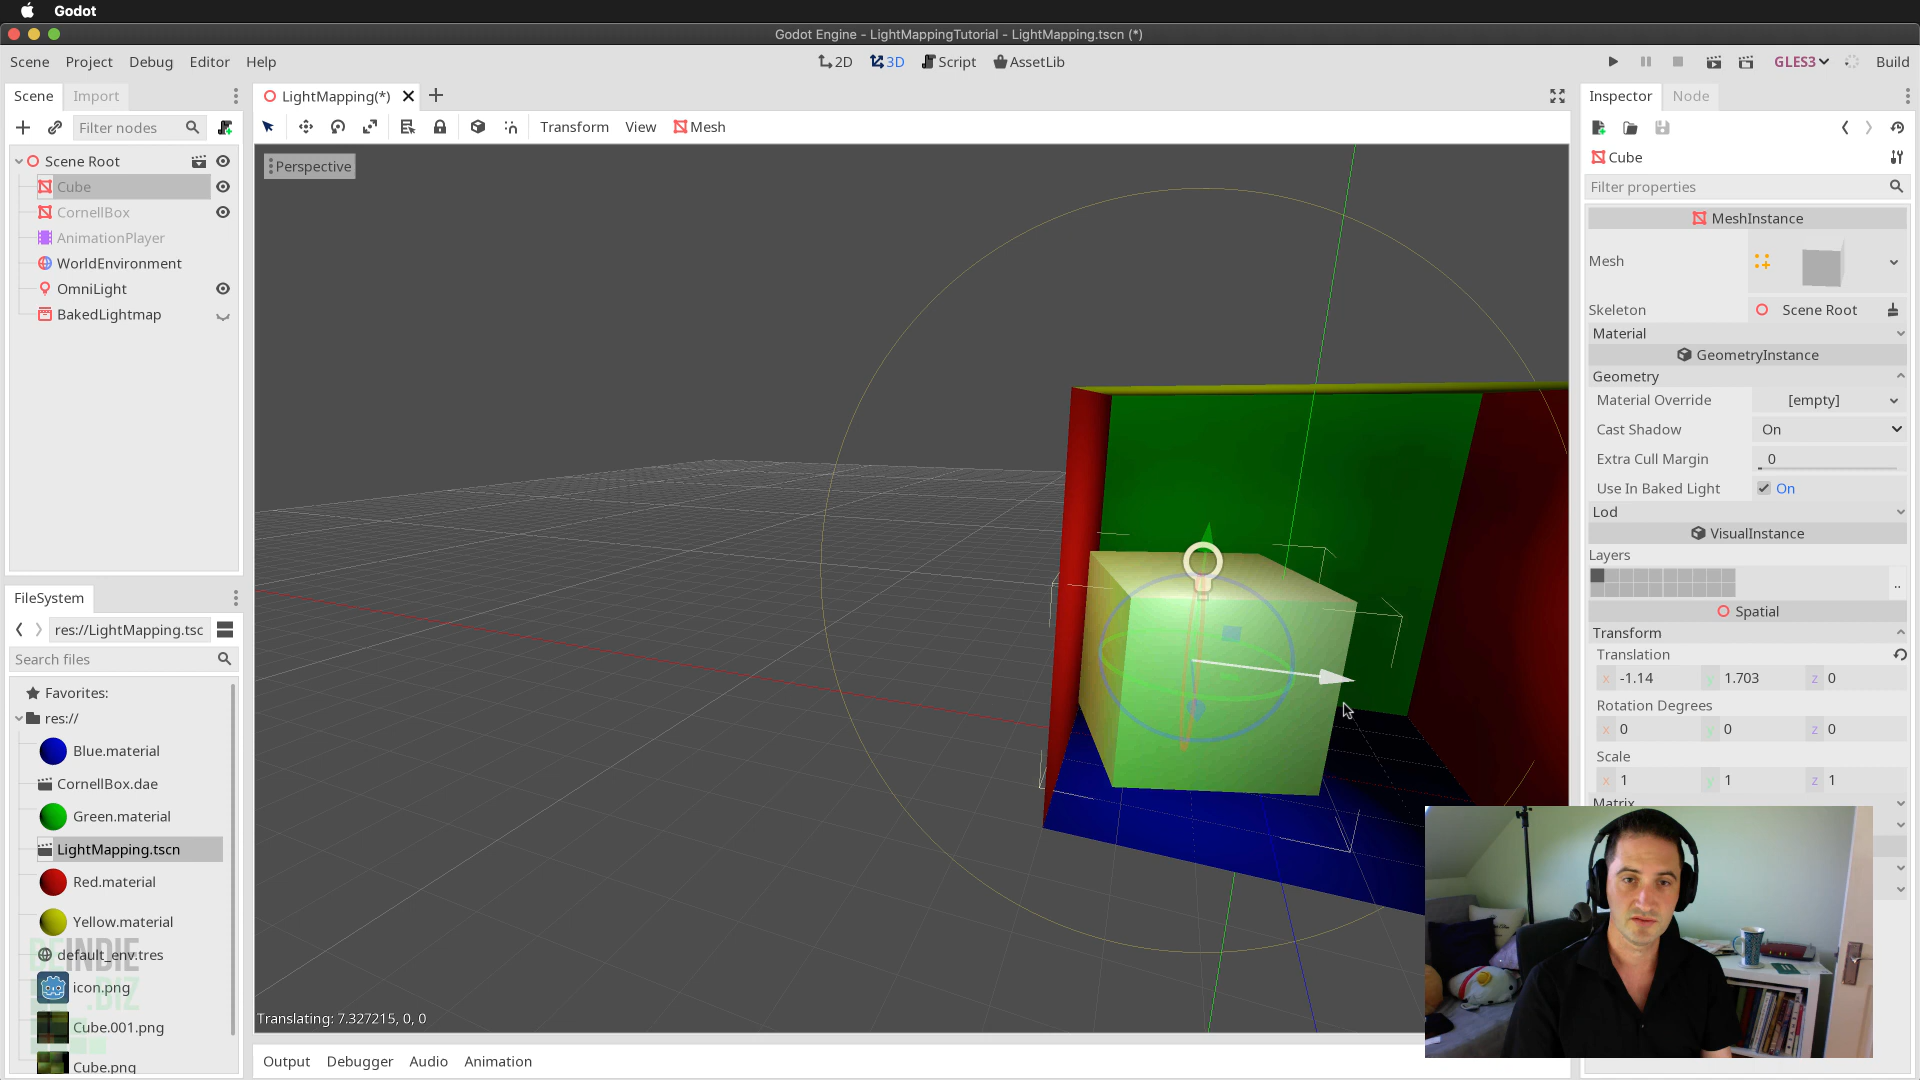 Godot
Godot Engine - LightMappingTutorial - LightMapping.tscn (*)
Scene Project Debug Editor Help
2D 3D Script AssetLib
GLES3 Build
Scene Import
LightMapping(*)
Inspector Node
Filter nodes
Transform View Mesh
Scene Root
Cube
CornellBox
AnimationPlayer
WorldEnvironment
OmniLight
BakedLightmap
Perspective
Cube
Filter properties
MeshInstance
Mesh
Skeleton Scene Root
Material
GeometryInstance
Geometry
Material Override [empty]
Cast Shadow On
Extra Cull Margin 0
Use In Baked Light On
Lod
VisualInstance
Layers
..
Spatial
Transform
Translation
x -1.14 y 1.703 z 0
Rotation Degrees
x 0 y 0 z 0
Scale
x 1 y 1 z 1
Matrix
FileSystem
res://LightMapping.tsc
Search files
Favorites:
res://
Blue.material
CornellBox.dae
Green.material
LightMapping.tscn
Red.material
Yellow.material
default_env.tres
icon.png
Cube.001.png
Cube.png
BEINDIE
.BIZ
Translating: 7.327215, 0, 0
Output Debugger Audio Animation